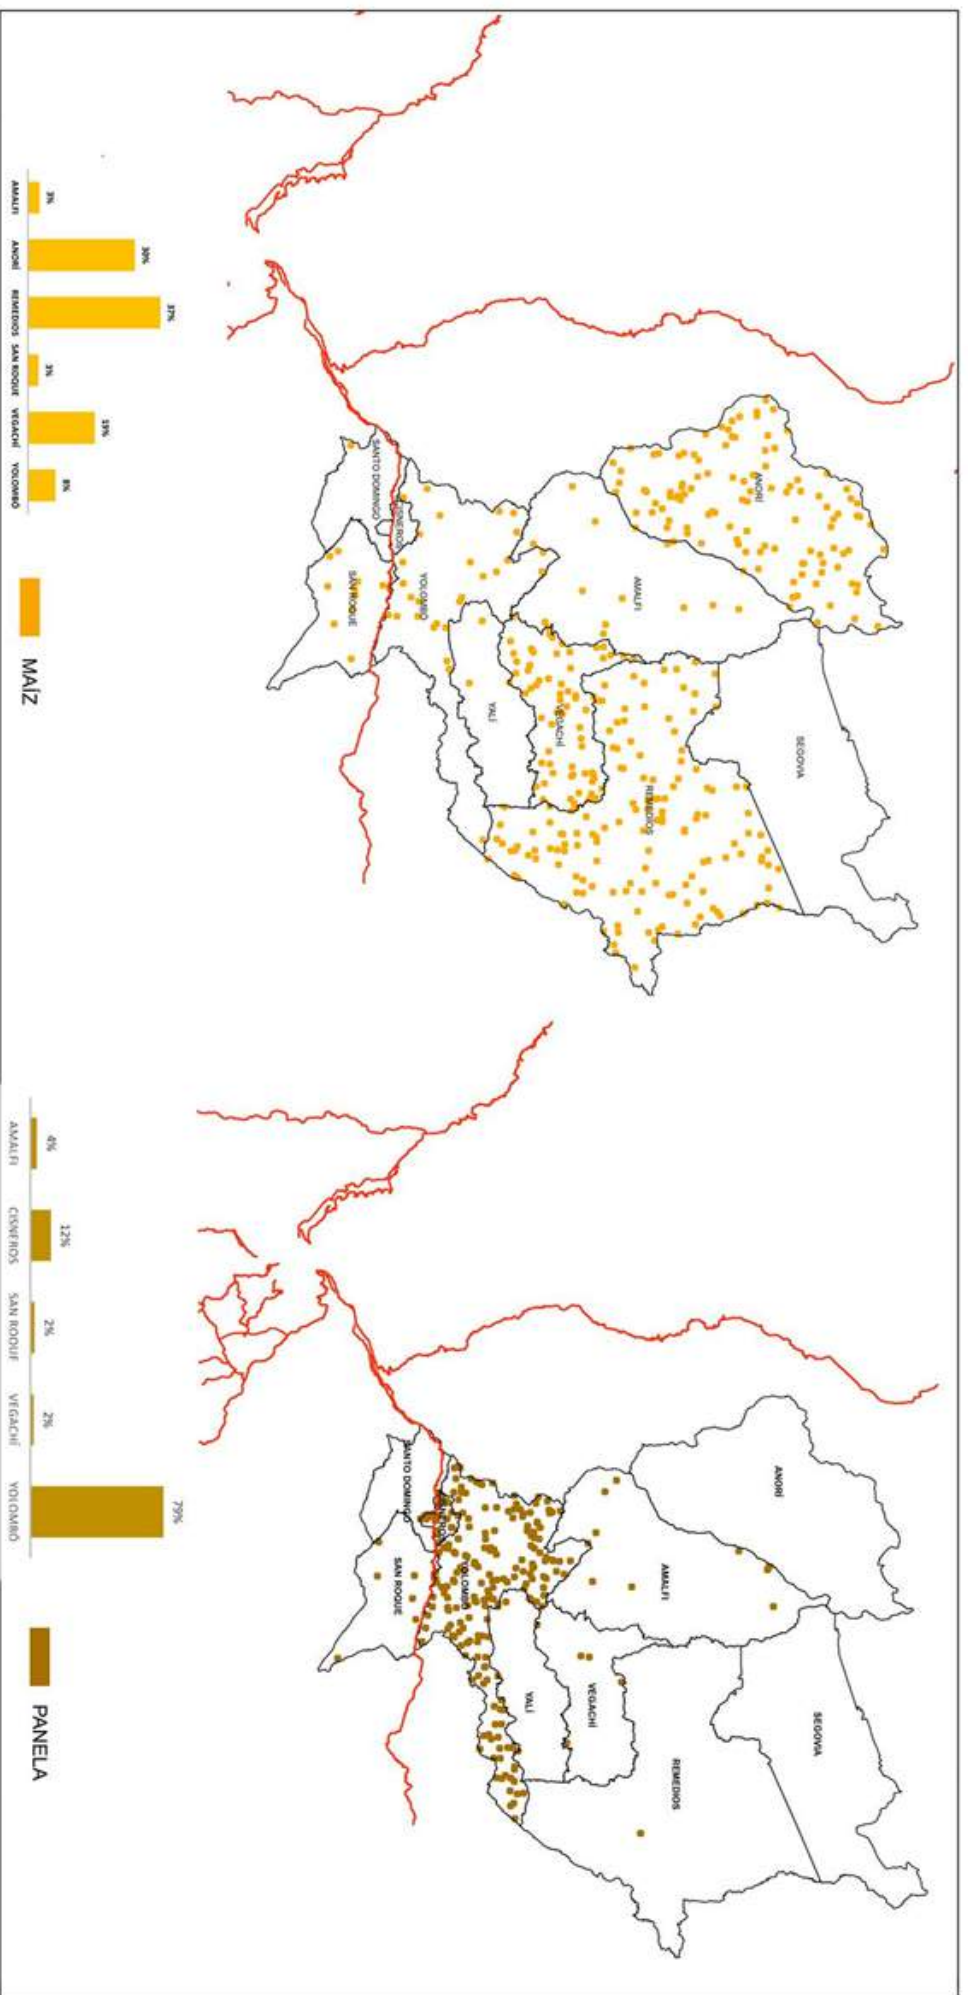 ANORÍ
SEGOVIA
AMALFI
REMEDIOS
VEGACHÍ
YALÍ
YOLOMBÓ
CISNEROS
SANTO DOMINGO
SAN ROQUE
3%
30%
37%
3%
19%
8%
AMALFI
ANORÍ
REMEDIOS
SAN ROQUE
VEGACHÍ
YOLOMBÓ
MAÍZ
ANORÍ
SEGOVIA
AMALFI
REMEDIOS
VEGACHÍ
YALÍ
YOLOMBÓ
SANTO DOMINGO
SAN ROQUE
4%
12%
2%
2%
79%
AMALFI
CISNEROS
SAN ROQUE
VEGACHÍ
YOLOMBÓ
PANELA